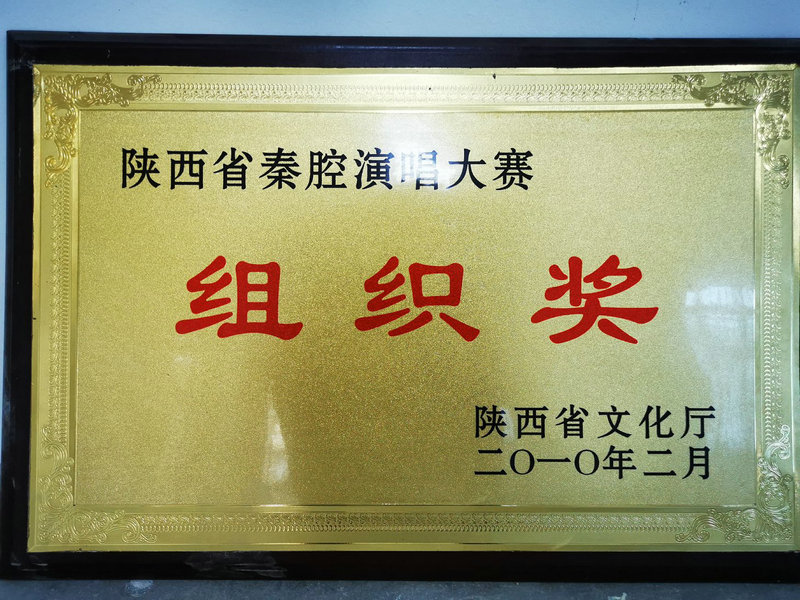 陕西省秦腔演唱大赛
组织奖
陕西省文化厅
二〇一〇年二月